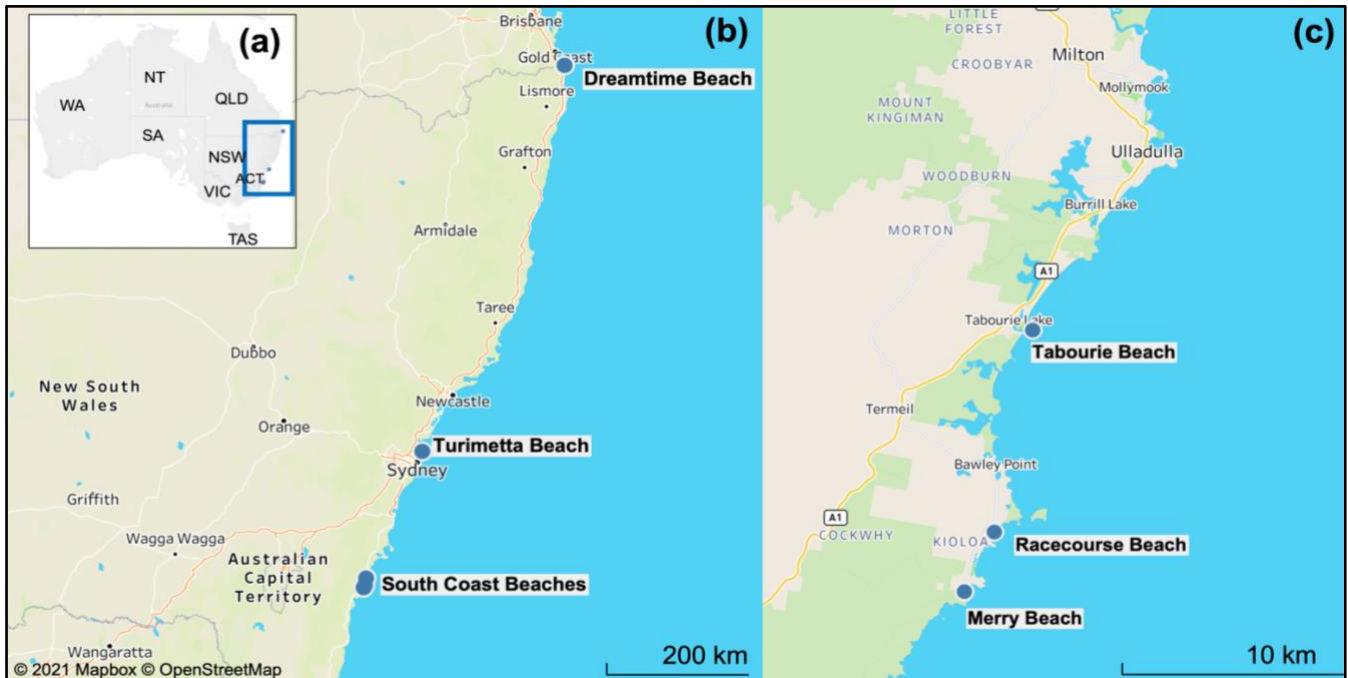 (a)
NT
WA
Australia
QLD
SA
NSW
ACT
VIC
TAS
(b)
Brisbane
Gold Coast
Dreamtime Beach
Lismore
Grafton
Armidale
Taree
Dubbo
New South
Wales
Newcastle
Orange
Turimetta Beach
Sydney
Griffith
Wagga Wagga
Australian
Capital
Territory
South Coast Beaches
Wangaratta
© 2021 Mapbox © OpenStreetMap
200 km
(c)
LITTLE
FOREST
Milton
CROOBYAR
Mollymook
MOUNT
KINGIMAN
Ulladulla
WOODBURN
Burrill Lake
MORTON
A1
Tabourie Lake
Tabourie Beach
Termeil
Bawley Point
A1
COCKWHY
KIOLOA
Racecourse Beach
Merry Beach
10 km